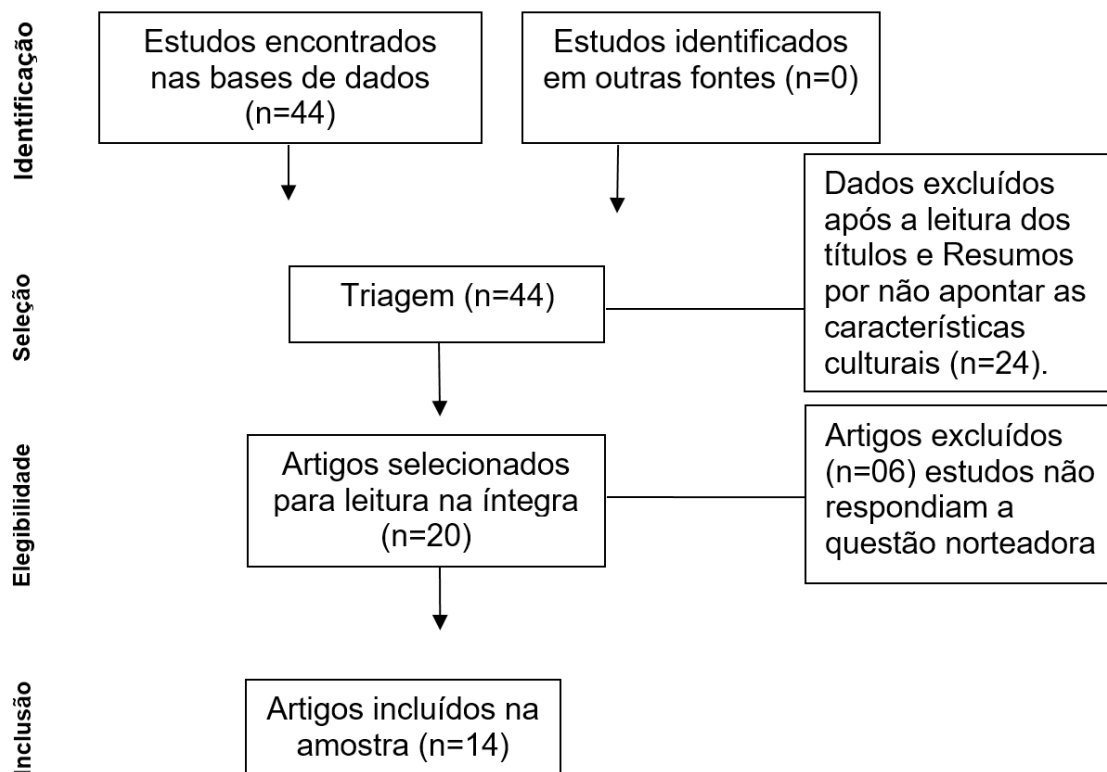 Identificação
Estudos encontrados
nas bases de dados
(n=44)
Estudos identificados
em outras fontes (n=0)
Seleção
Triagem (n=44)
Dados excluídos
após a leitura dos
títulos e Resumos
por não apontar as
características
culturais (n=24).
Elegibilidade
Artigos selecionados
para leitura na íntegra
(n=20)
Artigos excluídos
(n=06) estudos não
respondiam a
questão norteadora
Inclusão
Artigos incluídos na
amostra (n=14)